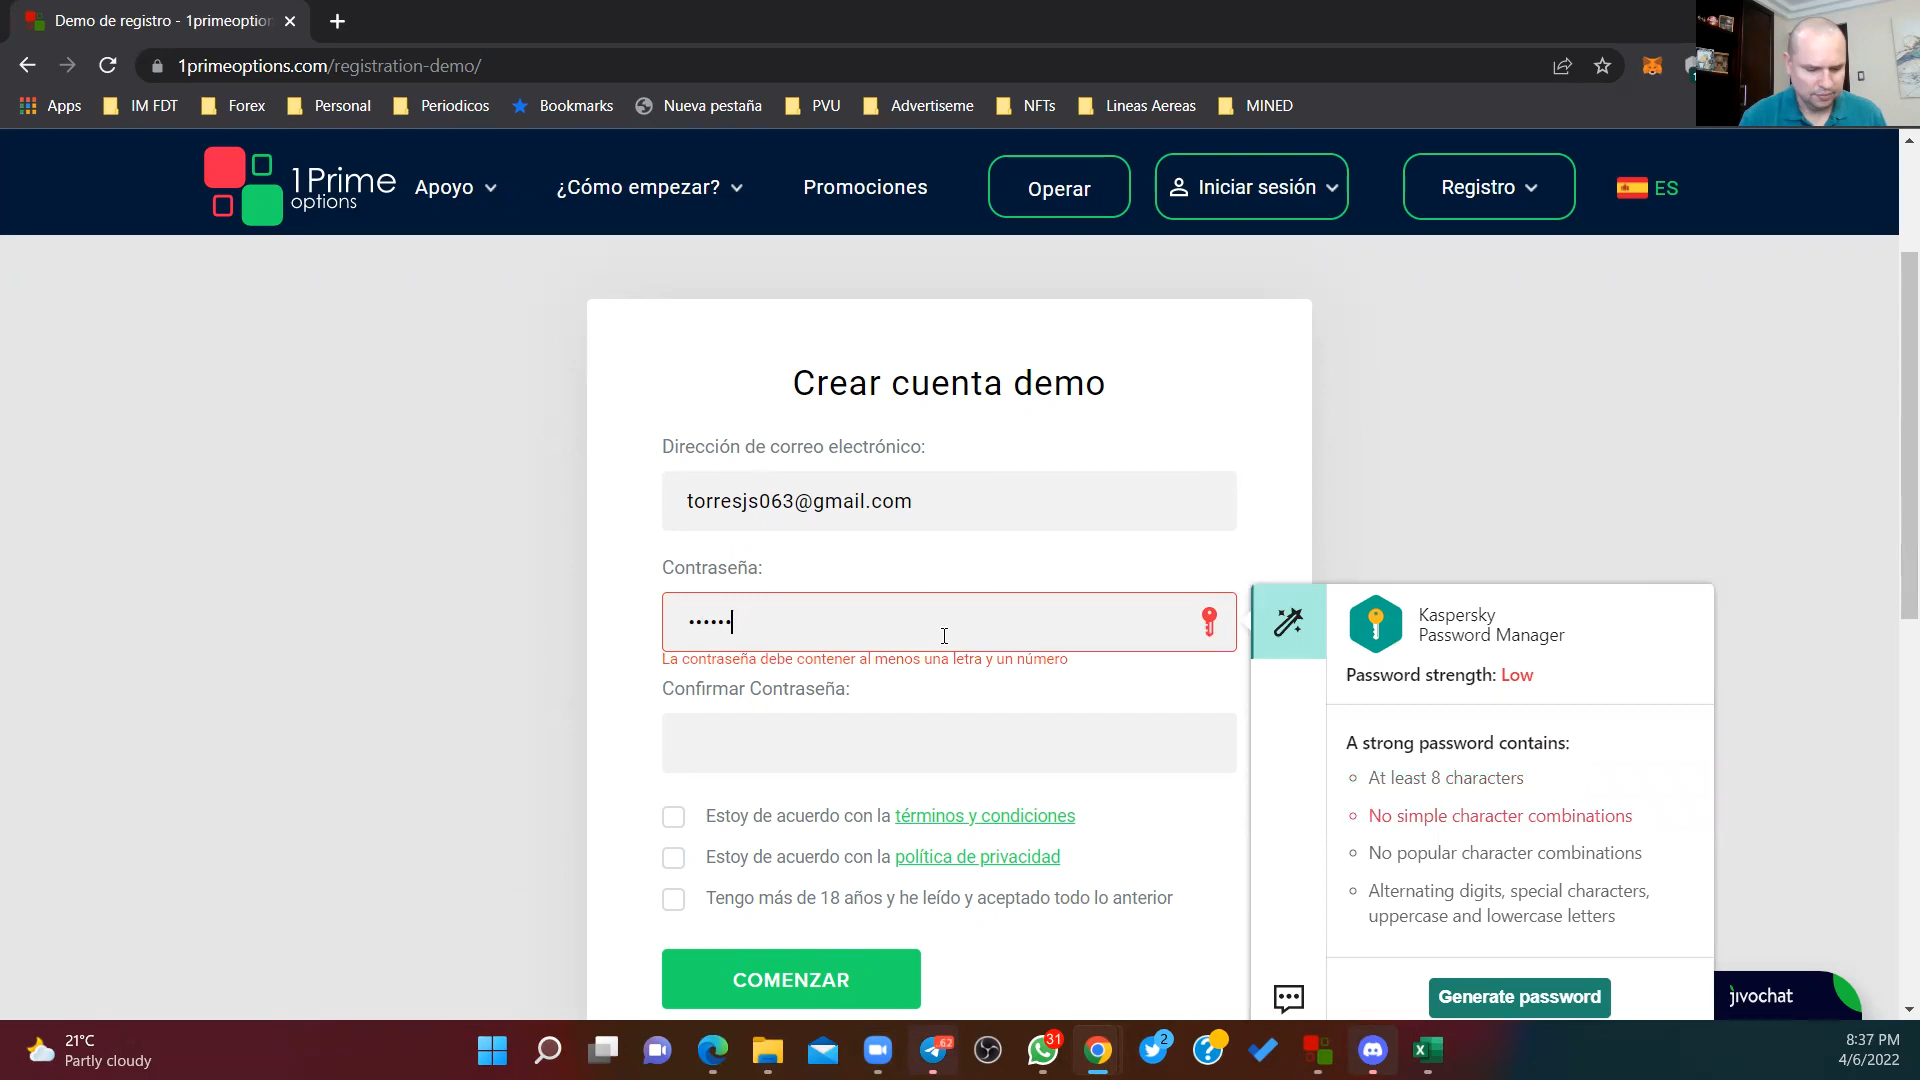 Demo de registro - 1primeoption
1primeoptions.com/registration-demo/
Apps IM FDT Forex Personal Periodicos Bookmarks Nueva pestaña PVU Advertiseme NFTs Lineas Aereas MINED
1Prime
options
Apoyo ¿Cómo empezar? Promociones Operar Iniciar sesión Registro ES
Crear cuenta demo
Dirección de correo electrónico:
torresjs063@gmail.com
Contraseña:
••••••
La contraseña debe contener al menos una letra y un número
Confirmar Contraseña:
Estoy de acuerdo con la términos y condiciones
Estoy de acuerdo con la política de privacidad
Tengo más de 18 años y he leído y aceptado todo lo anterior
COMENZAR
Kaspersky
Password Manager
Password strength: Low
A strong password contains:
At least 8 characters
No simple character combinations
No popular character combinations
Alternating digits, special characters,
uppercase and lowercase letters
Generate password
jivochat
21°C
Partly cloudy
62
31
2
8:37 PM
4/6/2022